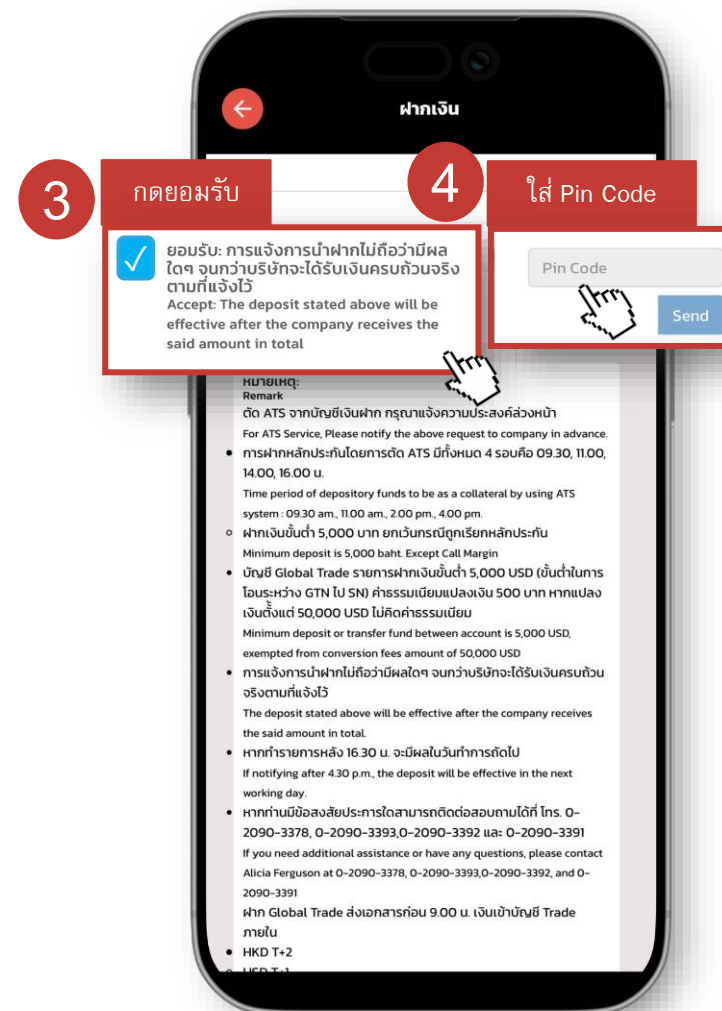 ฝากเงิน
3
กดยอมรับ
4
ใส่ Pin Code
ยอมรับ: การแจ้งการนำฝากไม่ถือว่ามีผล
ใดๆ จนกว่าบริษัทจะได้รับเงินครบถ้วนจริง
ตามที่แจ้งไว้
Accept: The deposit stated above will be
effective after the company receives the
said amount in total
Pin Code
Send
หมายเหตุ:
Remark
ตัด ATS จากบัญชีเงินฝาก กรุณาแจ้งความประสงค์ล่วงหน้า
For ATS Service, Please notify the above request to company in advance.
• การฝากหลักประกันโดยการตัด ATS มีทั้งหมด 4 รอบคือ 09.30, 11.00,
14.00, 16.00 น.
Time period of depository funds to be as a collateral by using ATS
system : 09.30 am., 11.00 am., 2.00 pm., 4.00 pm.
○ ฝากเงินขั้นต่ำ 5,000 บาท ยกเว้นกรณีถูกเรียกหลักประกัน
Minimum deposit is 5,000 baht. Except Call Margin
• บัญชี Global Trade รายการฝากเงินขั้นต่ำ 5,000 USD (ขั้นต่ำในการ
โอนระหว่าง GTN ไป SN) ค่าธรรมเนียมแปลงเงิน 500 บาท หากแปลง
เงินตั้งแต่ 50,000 USD ไม่คิดค่าธรรมเนียม
Minimum deposit or transfer fund between account is 5,000 USD,
exempted from conversion fees amount of 50,000 USD
• การแจ้งการนำฝากไม่ถือว่ามีผลใดๆ จนกว่าบริษัทจะได้รับเงินครบถ้วน
จริงตามที่แจ้งไว้
The deposit stated above will be effective after the company receives
the said amount in total.
• หากทำรายการหลัง 16.30 น. จะมีผลในวันทำการถัดไป
If notifying after 4.30 p.m., the deposit will be effective in the next
working day.
• หากท่านมีข้อสงสัยประการใดสามารถติดต่อสอบถามได้ที่ โทร. 0-
2090-3378, 0-2090-3393,0-2090-3392 และ 0-2090-3391
If you need additional assistance or have any questions, please contact
Alicia Ferguson at 0-2090-3378, 0-2090-3393,0-2090-3392, and 0-
2090-3391
ฝาก Global Trade ส่งเอกสารก่อน 9.00 น. เงินเข้าบัญชี Trade
ภายใน
• HKD T+2
○ USD T+1